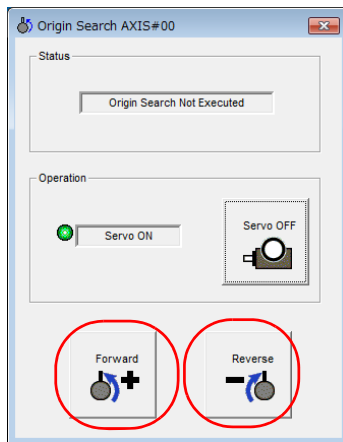 Origin Search AXIS#00
Status
Origin Search Not Executed
Operation
Servo ON
Servo OFF
Forward
Reverse